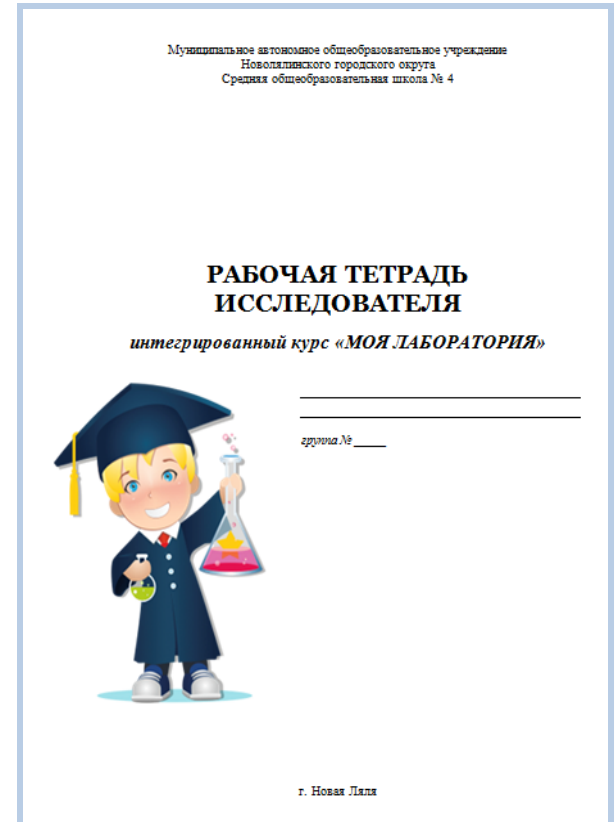 Муниципальное автономное общеобразовательное учреждение
Новолялинского городского округа
Средняя общеобразовательная школа № 4
РАБОЧАЯ ТЕТРАДЬ
ИССЛЕДОВАТЕЛЯ
интегрированный курс «МОЯ ЛАБОРАТОРИЯ»
группа № _____
г. Новая Ляля